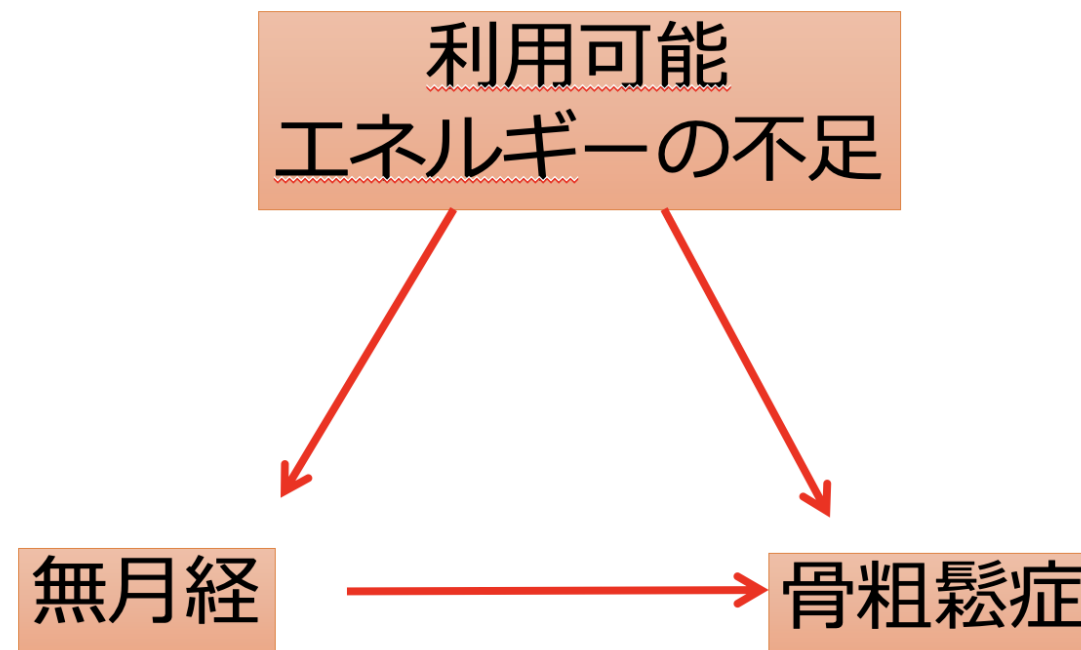 利用可能
エネルギーの不足
無月経
骨粗鬆症